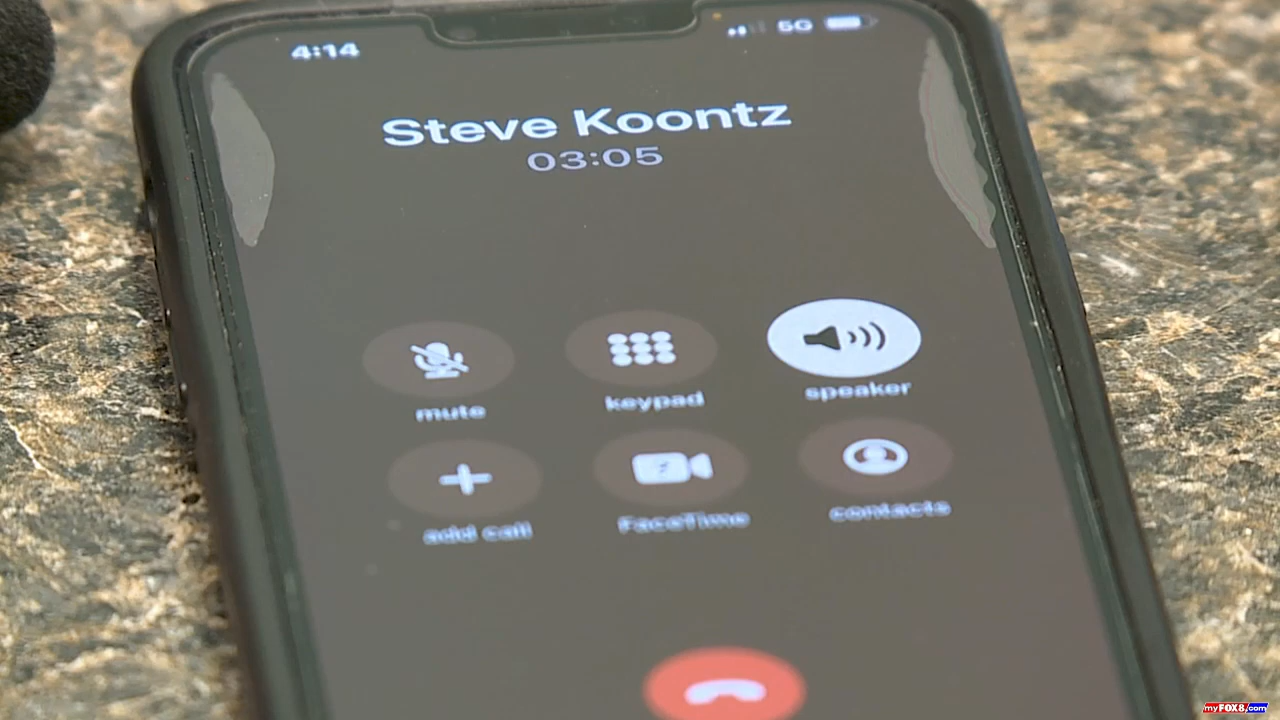 4:14 5G
Steve Koontz
03:05
mute keypad speaker
add call FaceTime contacts
myFOX8.com